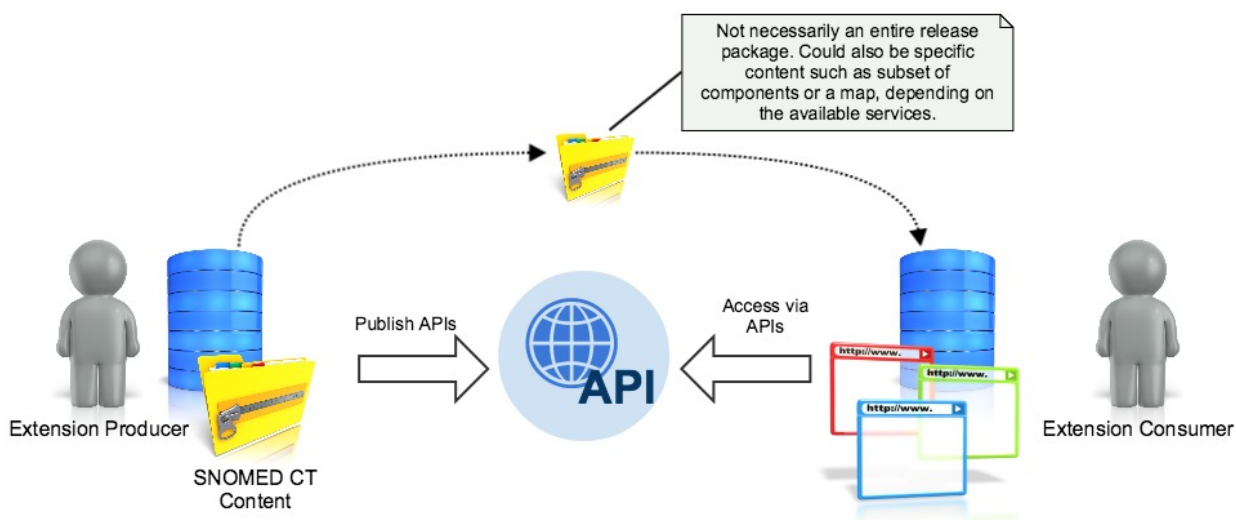 Not necessarily an entire release
package. Could also be specific
content such as subset of
components or a map, depending on
the available services.
Publish APIs
Access via
APIs
API
http://www.
http://www.
http://www.
Extension Producer
Extension Consumer
SNOMED CT
Content